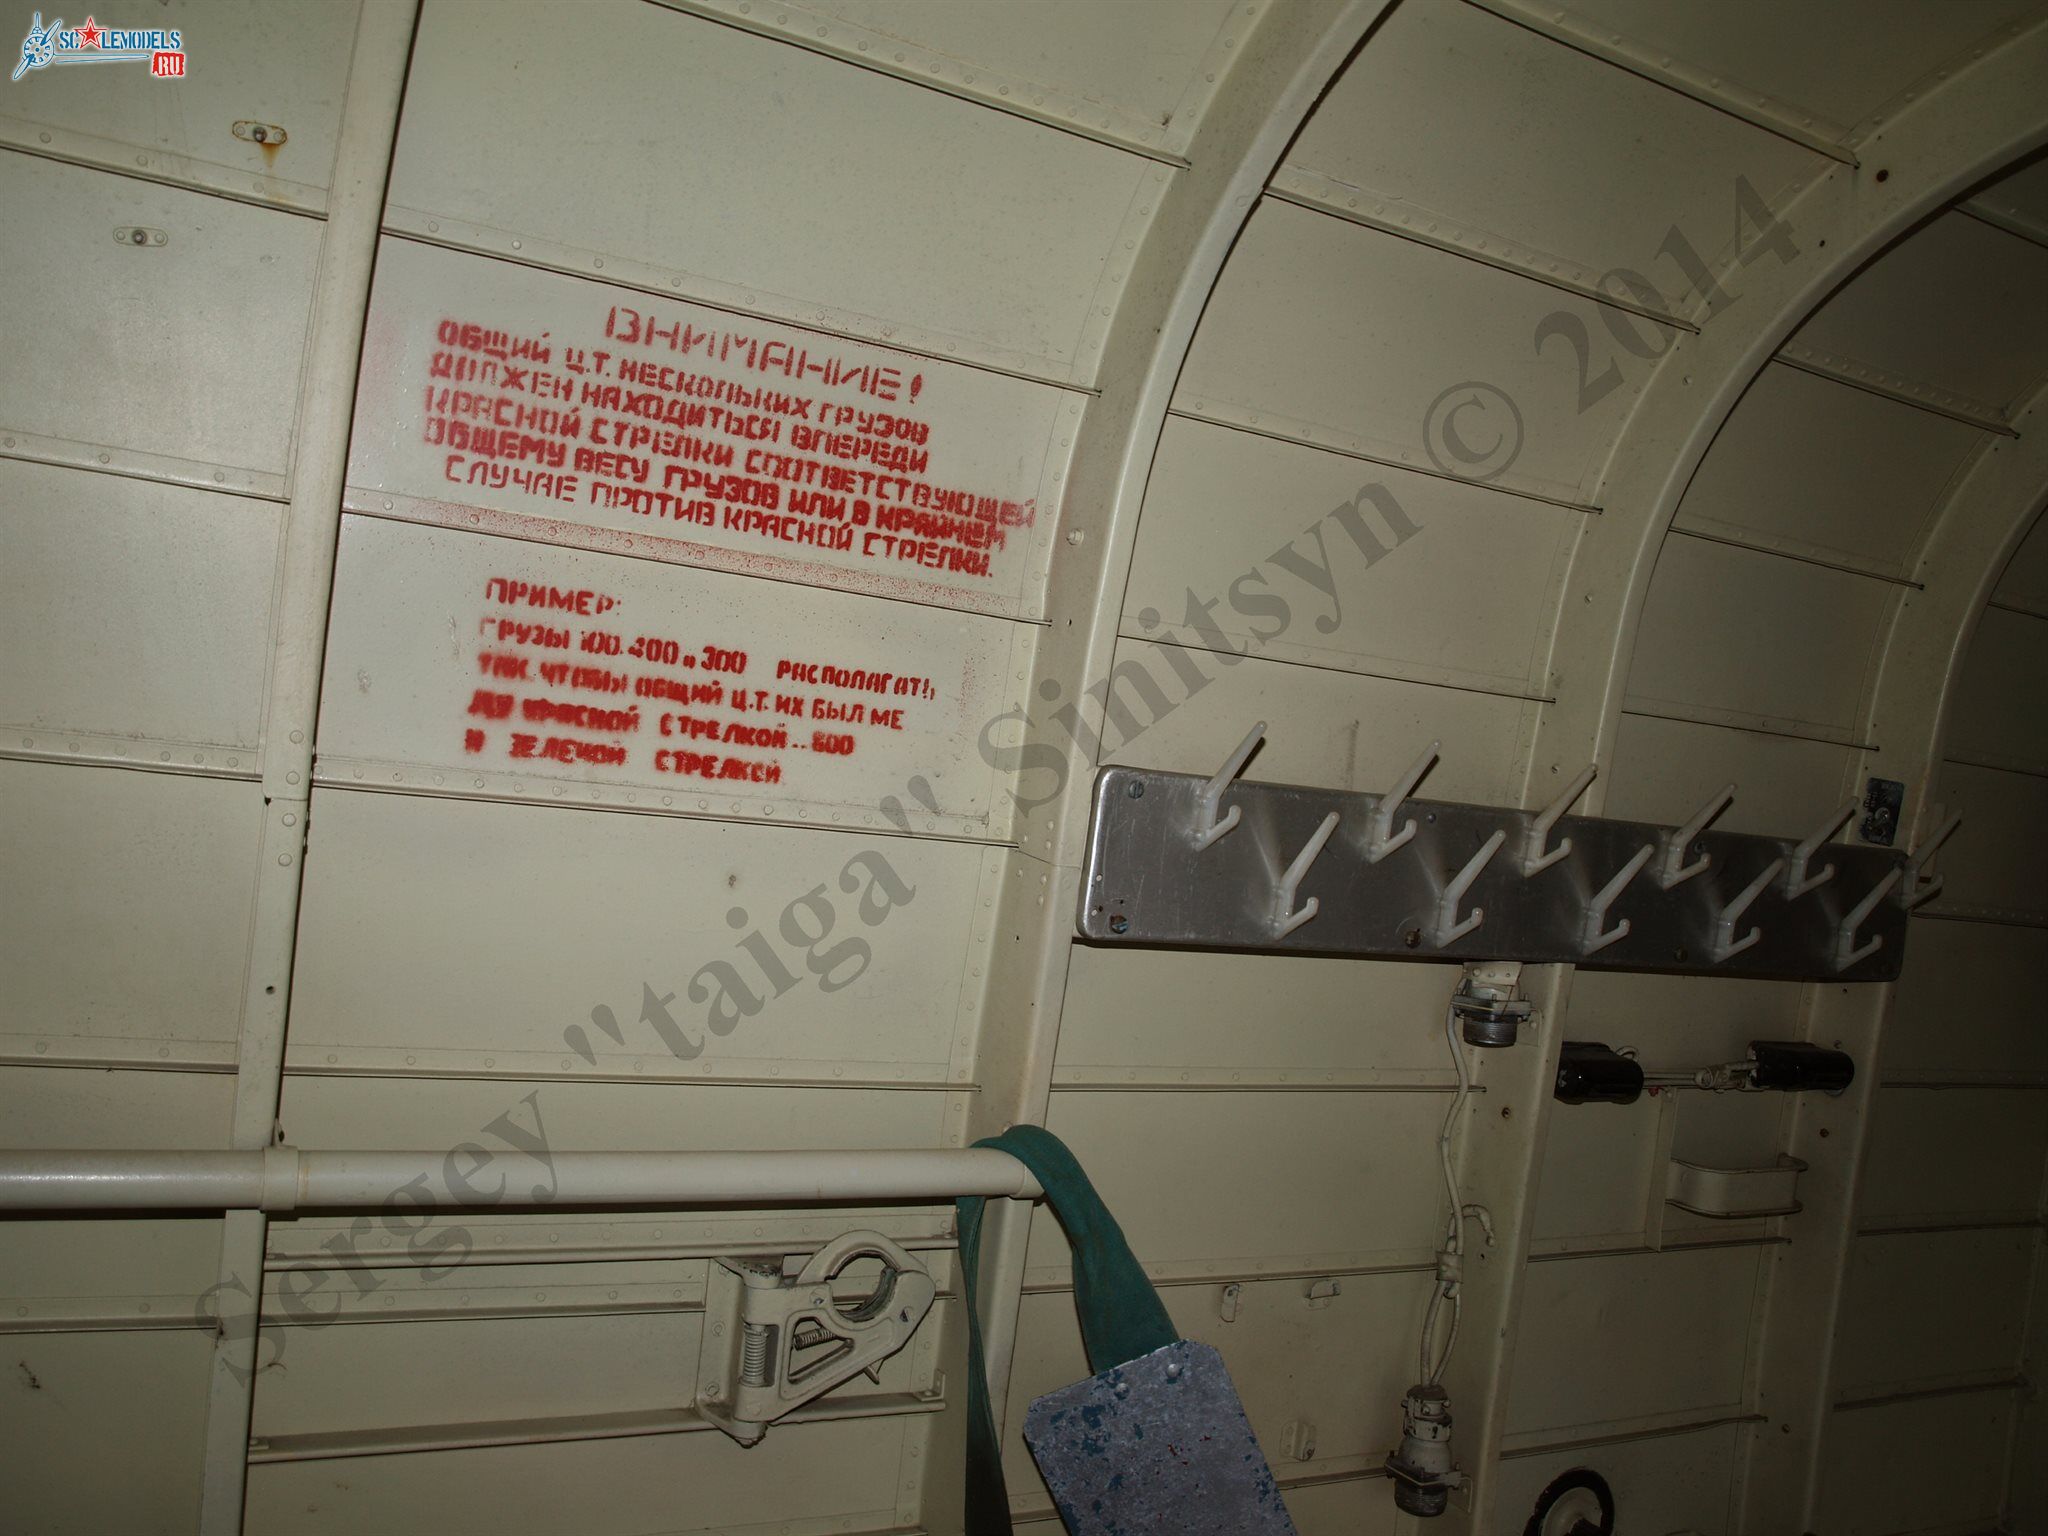 SCALEMODELS
RU
ВНИМАНИЕ!
ОБЩИЙ Ц.Т. НЕСКОЛЬКИХ ГРУЗОВ
ДОЛЖЕН НАХОДИТЬСЯ ВПЕРЕДИ
КРАСНОЙ СТРЕЛКИ СООТВЕТСТВУЮЩЕЙ
ОБЩЕМУ ВЕСУ ГРУЗОВ ИЛИ В КРАЙНЕМ
СЛУЧАЕ ПРОТИВ КРАСНОЙ СТРЕЛКИ.
ПРИМЕР:
ГРУЗЫ 100. 400 и 300 РАСПОЛАГАТЬ
ТАК, ЧТОБЫ ОБЩИЙ Ц.Т. ИХ БЫЛ МЕ
ДУ КРАСНОЙ СТРЕЛКОЙ .. 800
И ЗЕЛЕНОЙ СТРЕЛКОЙ
Sergey "taiga" Sinitsyn © 2014